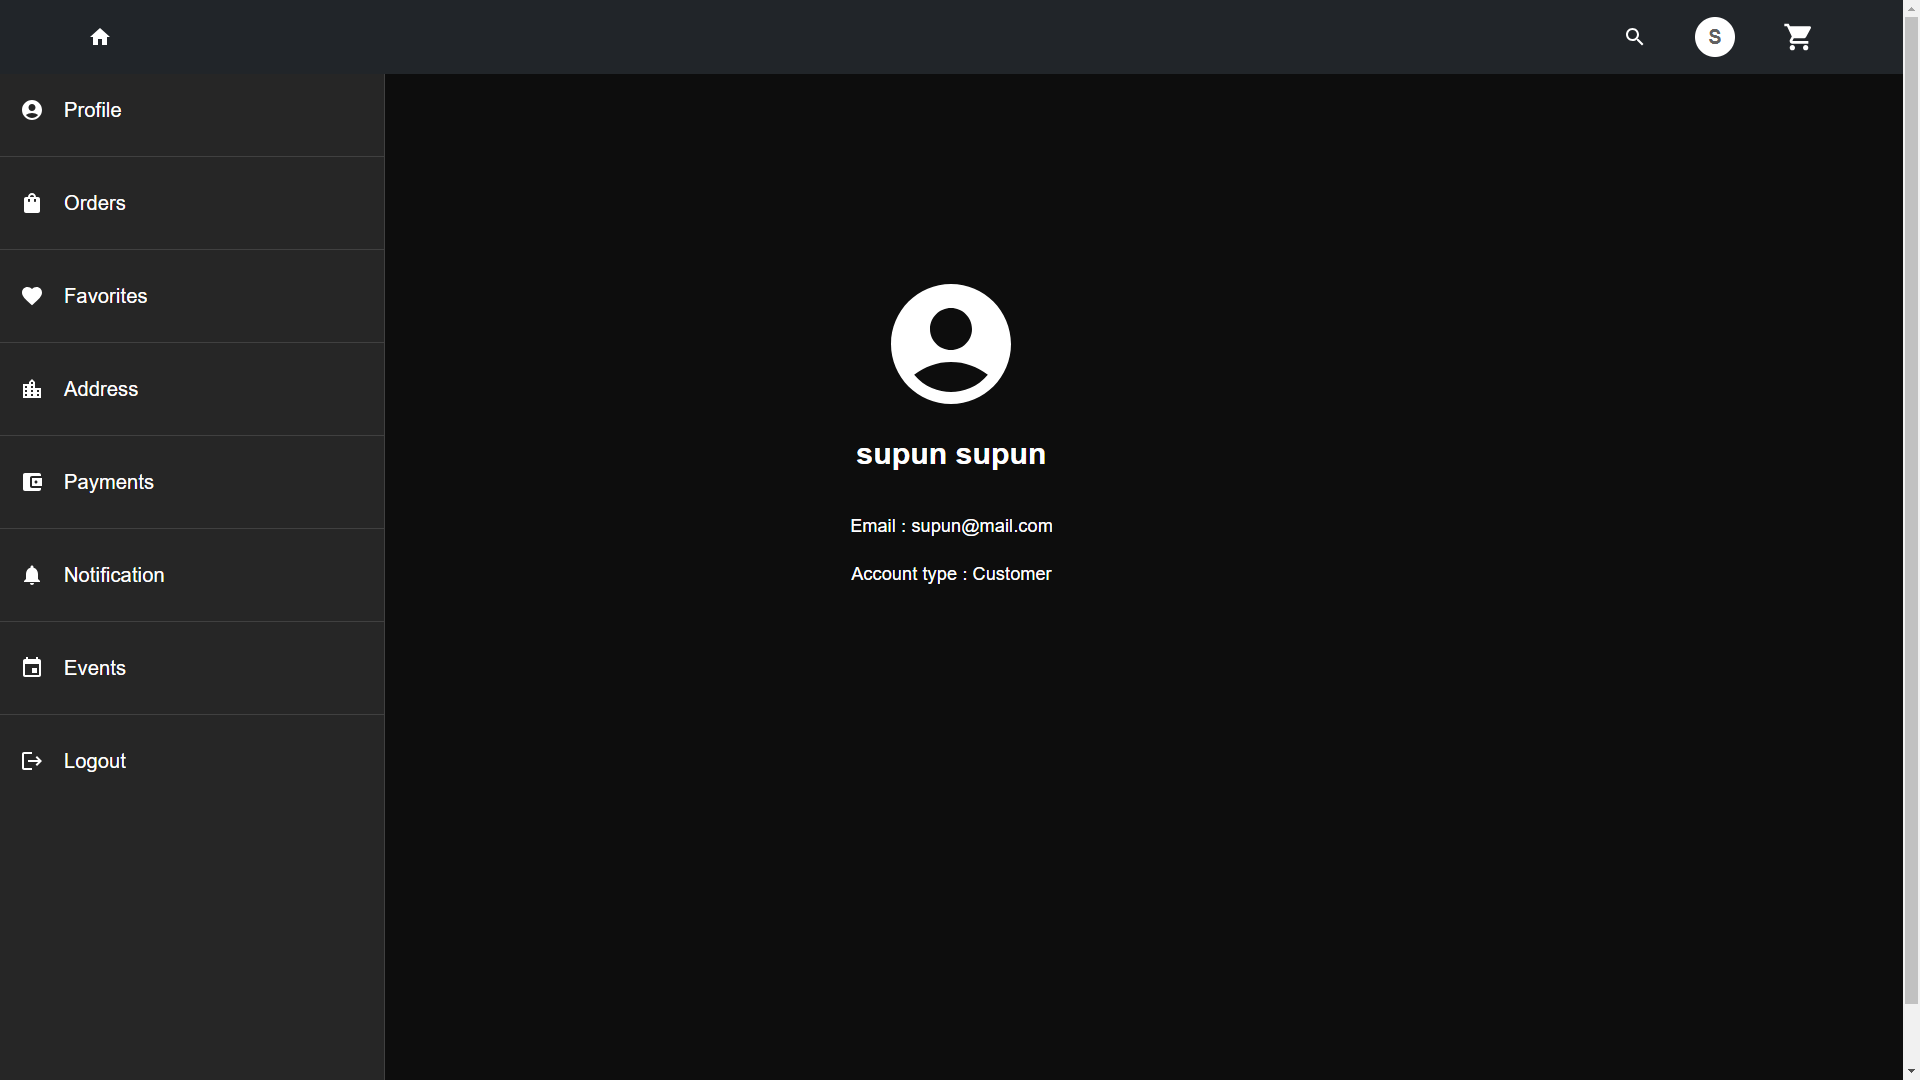 S
Profile
Orders
Favorites
Address
Payments
Notification
Events
Logout
supun supun
Email : supun@mail.com
Account type : Customer